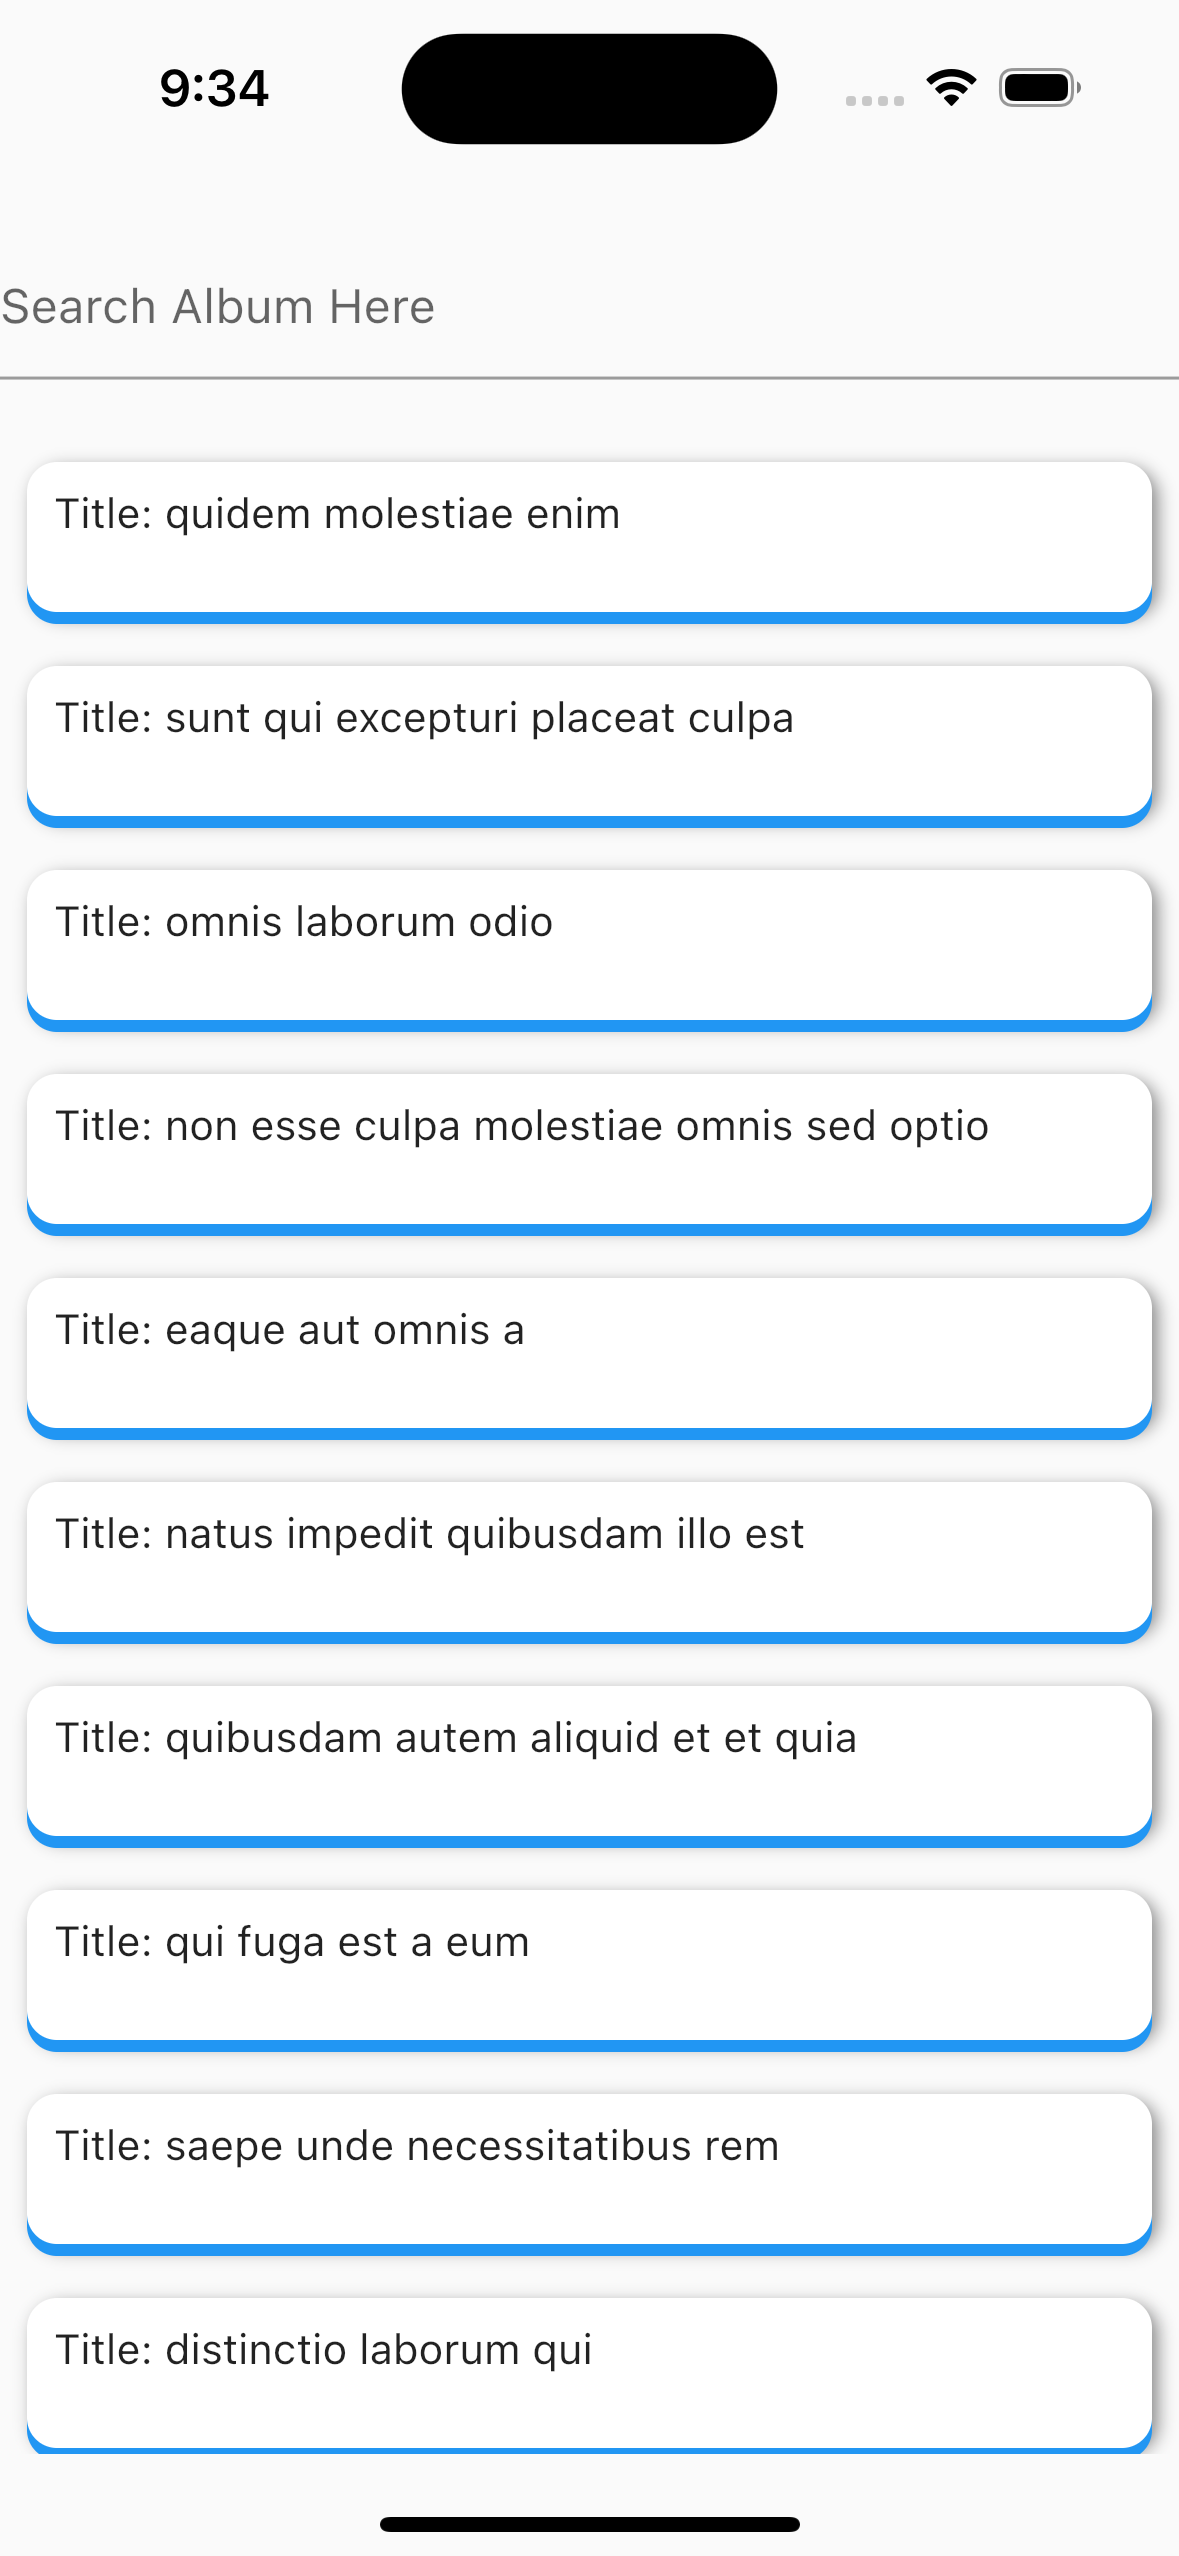 9:34
Search Album Here
Title: quidem molestiae enim
Title: sunt qui excepturi placeat culpa
Title: omnis laborum odio
Title: non esse culpa molestiae omnis sed optio
Title: eaque aut omnis a
Title: natus impedit quibusdam illo est
Title: quibusdam autem aliquid et et quia
Title: qui fuga est a eum
Title: saepe unde necessitatibus rem
Title: distinctio laborum qui